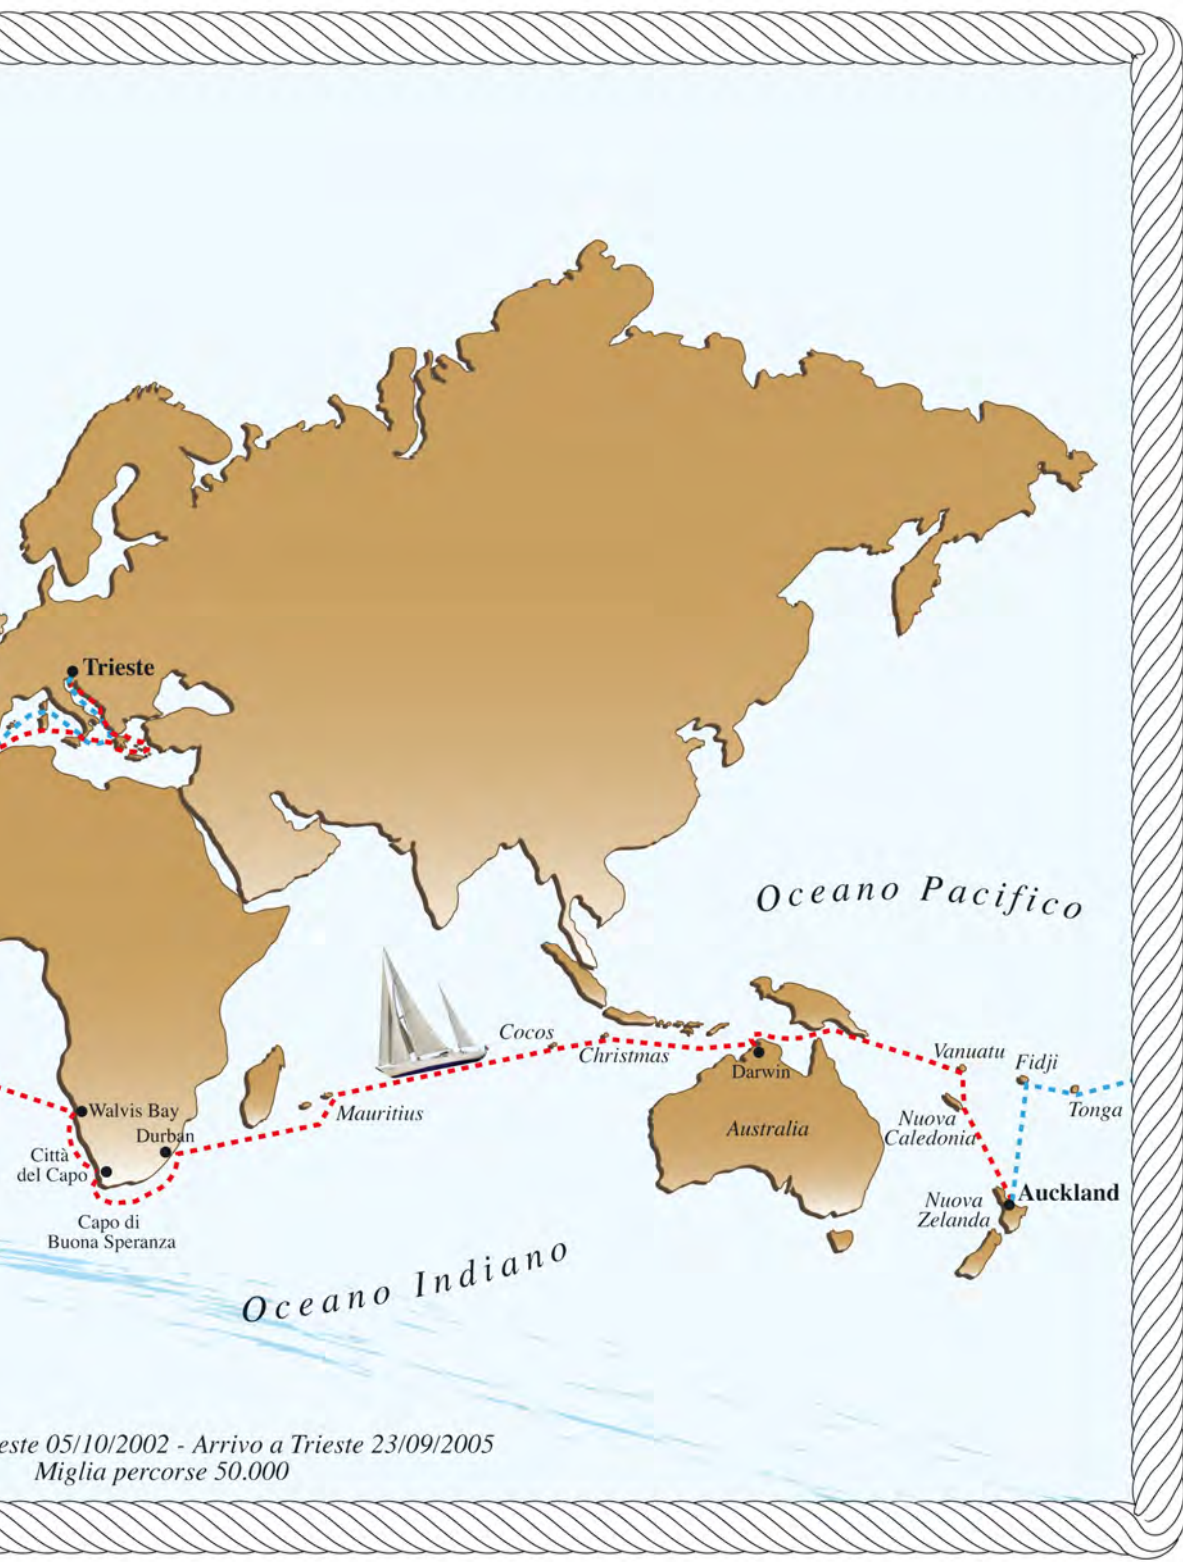 Trieste
Oceano Pacifico
Cocos
Christmas
Darwin
Vanuatu
Fidji
Tonga
Walvis Bay
Mauritius
Durban
Australia
Nuova
Caledonia
Città
del Capo
Auckland
Nuova
Zelanda
Capo di
Buona Speranza
Oceano Indiano
este 05/10/2002 - Arrivo a Trieste 23/09/2005
Miglia percorse 50.000